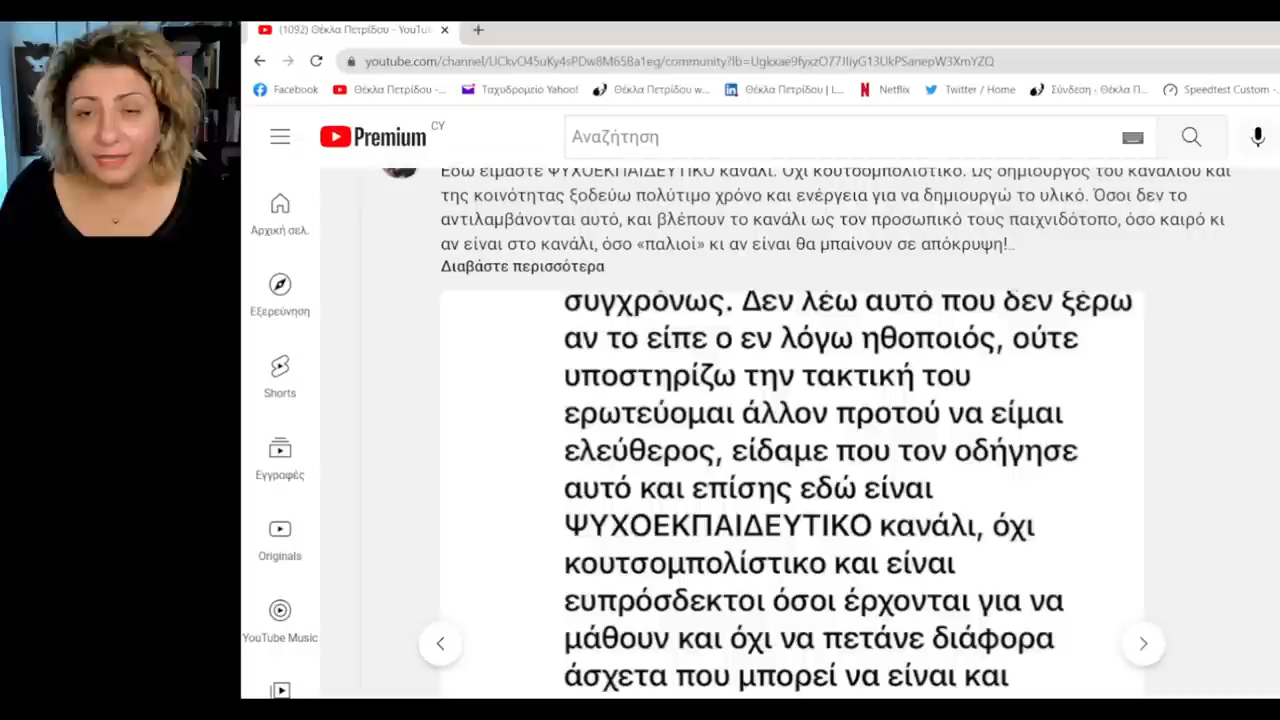 (1092) Θέκλα Πετρίδου - YouTu
youtube.com/channel/UCkvO45uKy4sPDw8M65Ba1eg/community?lb=Ugkxae9fyxzO77JIiyG13UkPSanepW3XmYZQ
Facebook Θέκλα Πετρίδου -... Ταχυδρομείο Yahoo! Θέκλα Πετρίδου w... Θέκλα Πετρίδου | L... Netflix Twitter / Home Σύνδεση ‹ Θέκλα Π... Speedtest Custom -
Premium CY
Αναζήτηση
Εδώ είμαστε ΨΥΧΟΕΚΠΑΙΔΕΥΤΙΚΟ κανάλι. Όχι κουτσομπολίστικο. Ως δημιουργός του καναλιού και
της κοινότητας ξοδεύω πολύτιμο χρόνο και ενέργεια για να δημιουργώ το υλικό. Όσοι δεν το
αντιλαμβάνονται αυτό, και βλέπουν το κανάλι ως τον προσωπικό τους παιχνιδότοπο, όσο καιρό κι
αν είναι στο κανάλι, όσο «παλιοί» κι αν είναι θα μπαίνουν σε απόκρυψη!..
Διαβάστε περισσότερα
Αρχική σελ.
Εξερεύνηση
Shorts
Εγγραφές
Originals
YouTube Music
συγχρόνως. Δεν λέω αυτό που δεν ξέρω
αν το είπε ο εν λόγω ηθοποιός, ούτε
υποστηρίζω την τακτική του
ερωτεύομαι άλλον προτού να είμαι
ελεύθερος, είδαμε που τον οδήγησε
αυτό και επίσης εδώ είναι
ΨΥΧΟΕΚΠΑΙΔΕΥΤΙΚΟ κανάλι, όχι
κουτσομπολίστικο και είναι
ευπρόσδεκτοι όσοι έρχονται για να
μάθουν και όχι να πετάνε διάφορα
άσχετα που μπορεί να είναι και